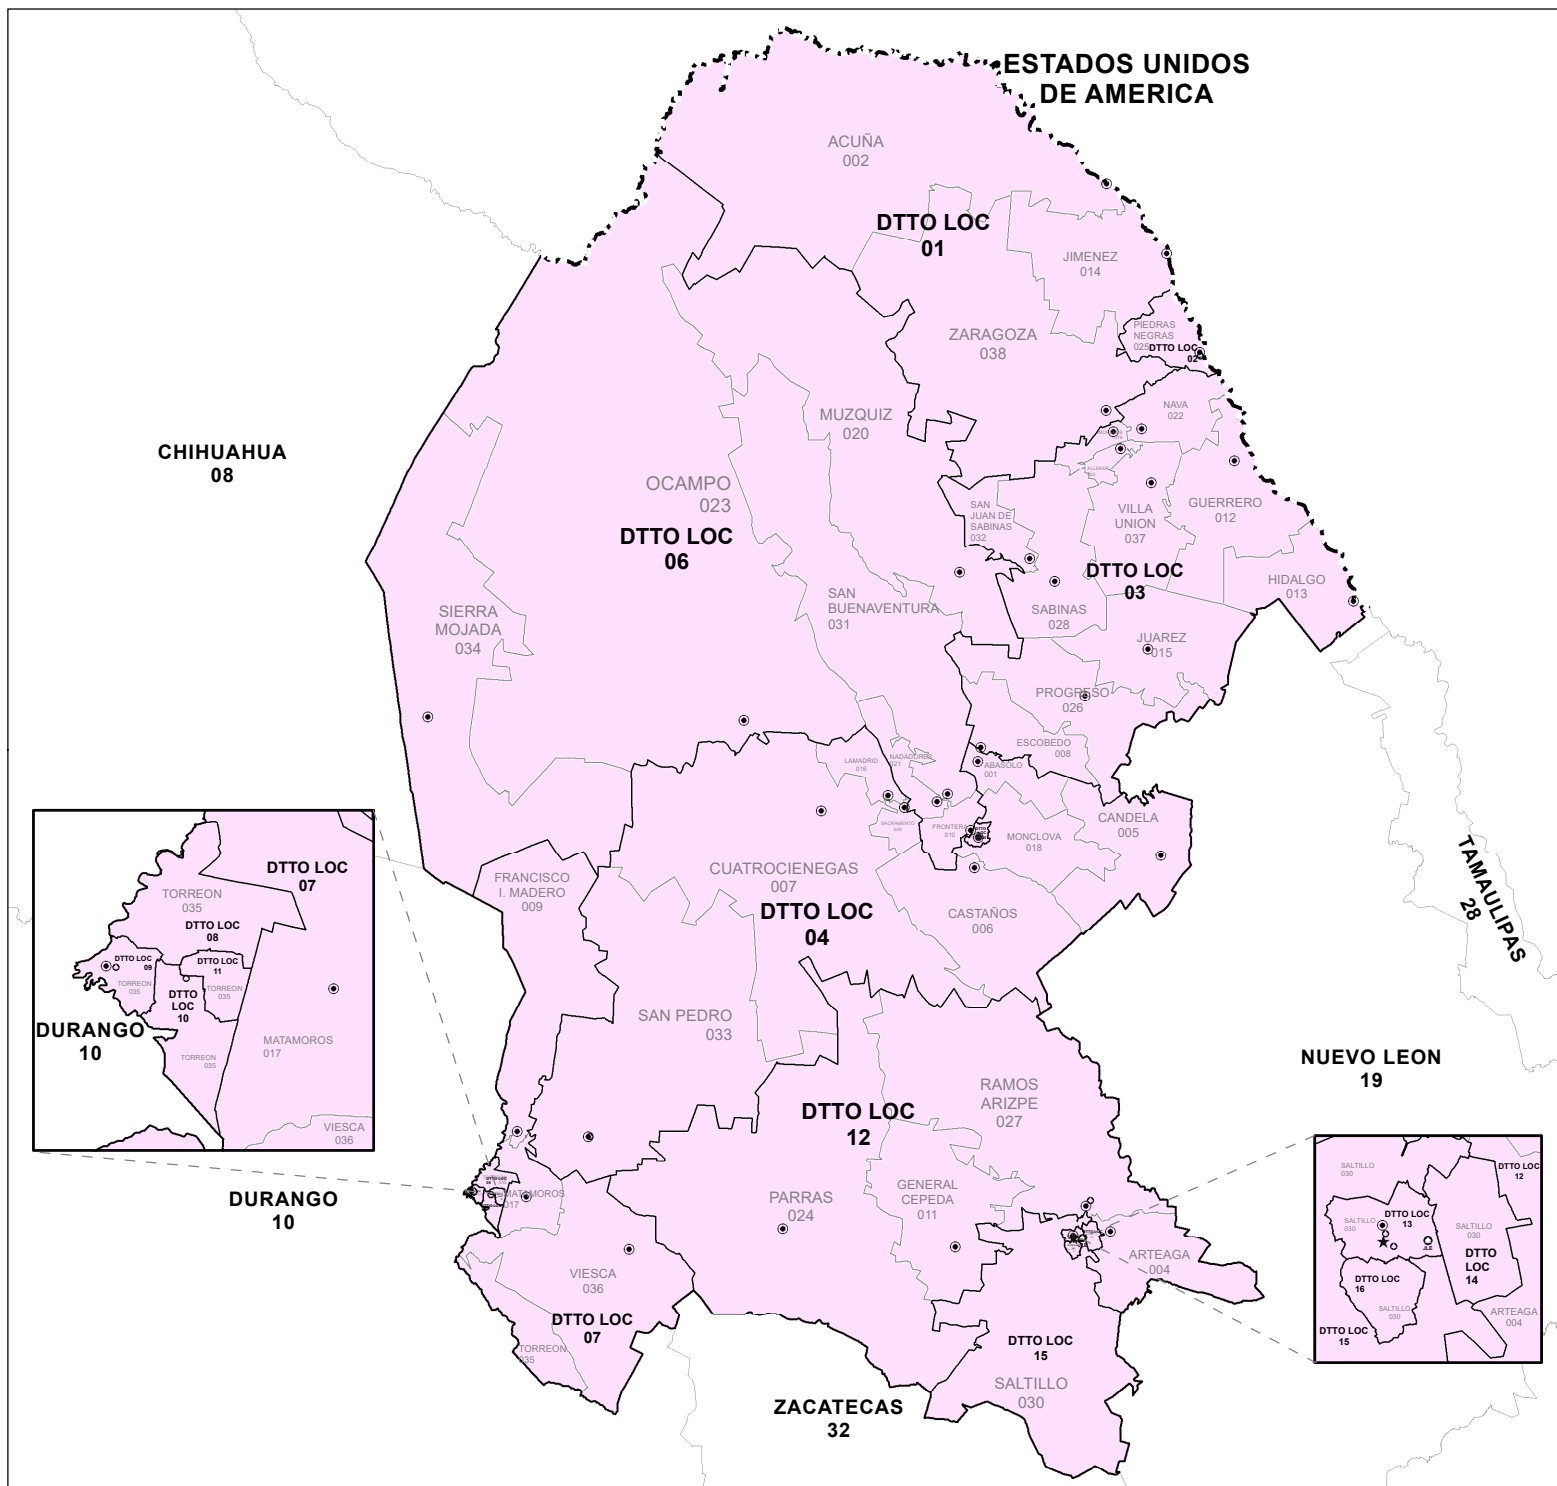 ESTADOS UNIDOS
DE AMERICA
ACUÑA
002
DTTO LOC
01
JIMENEZ
014
PIEDRAS
NEGRAS
025
DTTO LOC
02
ZARAGOZA
038
NAVA
022
MUZQUIZ
020
ALLENDE
CHIHUAHUA
08
OCAMPO
023
DTTO LOC
06
SAN
JUAN DE
SABINAS
032
VILLA
UNION
037
GUERRERO
012
DTTO LOC
03
HIDALGO
013
SAN
BUENAVENTURA
031
SABINAS
028
SIERRA
MOJADA
034
JUAREZ
015
PROGRESO
026
ESCOBEDO
008
LAMADRID
016
NADADORES
021
ABASOLO
001
CANDELA
005
SACRAMENTO
029
FRONTERA
010
MONCLOVA
018
CUATROCIENEGAS
007
DTTO LOC
04
CASTAÑOS
006
FRANCISCO
I. MADERO
009
TAMAULIPAS
28
DTTO LOC
07
TORREON
035
DTTO LOC
08
DTTO LOC
09
DTTO LOC
11
TORREON
035
TORREON
035
DTTO
LOC
10
DURANGO
10
TORREON
035
MATAMOROS
017
VIESCA
036
SAN PEDRO
033
NUEVO LEON
19
RAMOS
ARIZPE
027
DTTO LOC
12
DURANGO
10
MATAMOROS
017
PARRAS
024
GENERAL
CEPEDA
011
ARTEAGA
004
VIESCA
036
DTTO LOC
07
TORREON
035
DTTO LOC
15
SALTILLO
030
ZACATECAS
32
SALTILLO
030
DTTO LOC
12
SALTILLO
030
DTTO LOC
13
SALTILLO
030
JLE
DTTO
LOC
14
DTTO LOC
16
SALTILLO
030
DTTO LOC
15
ARTEAGA
004